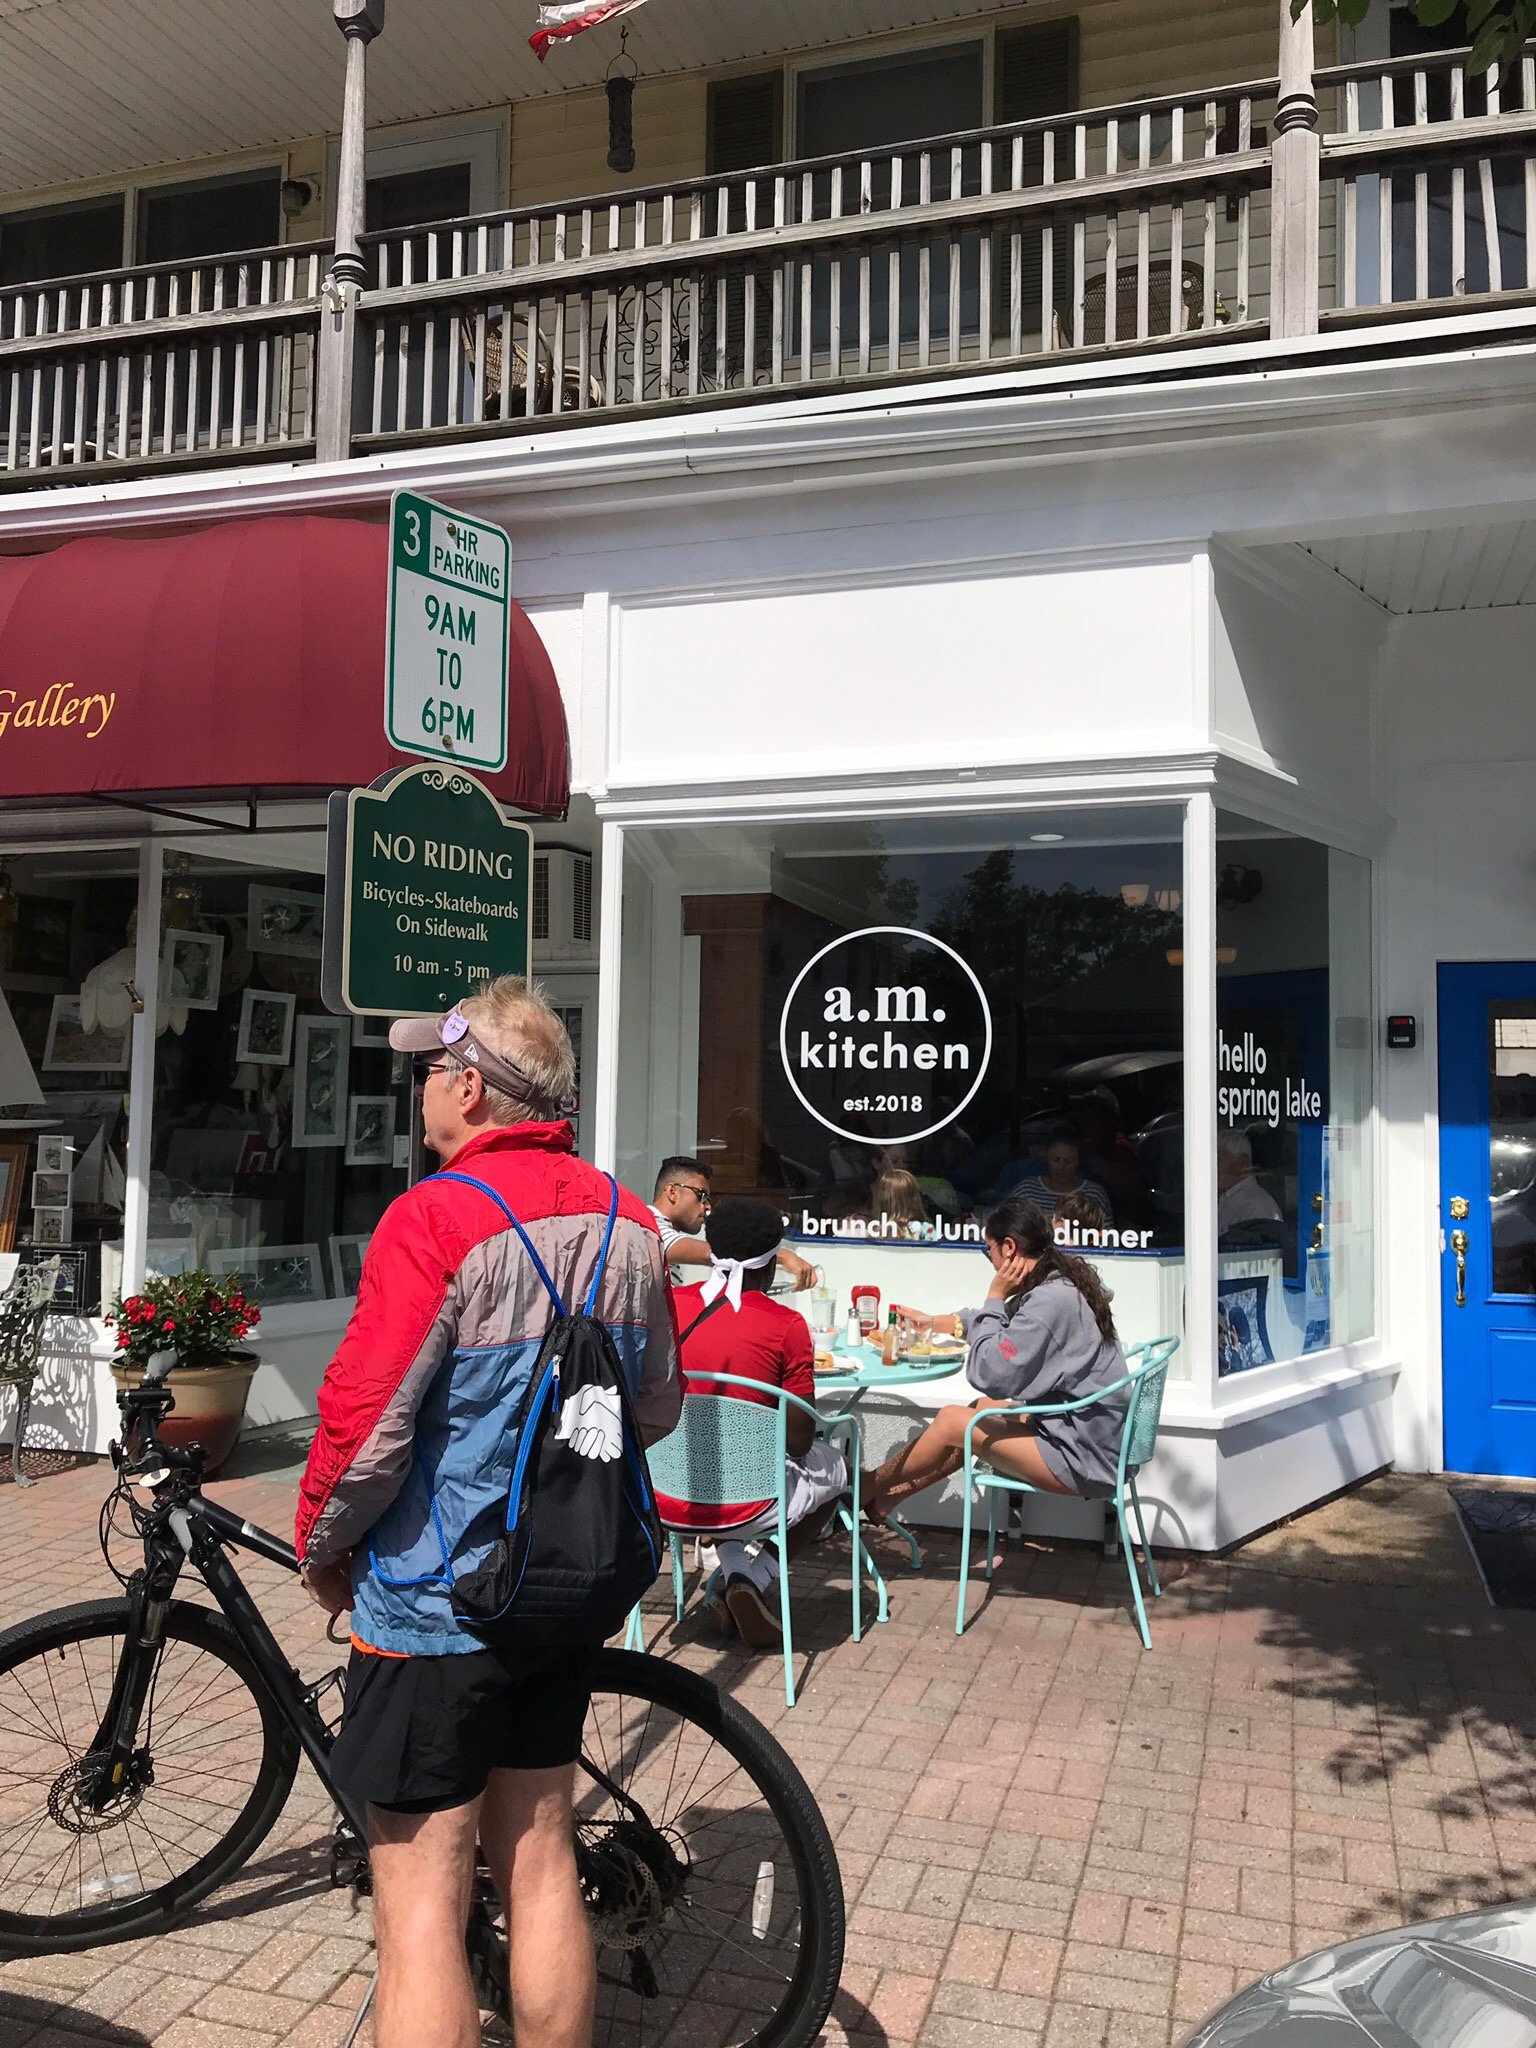 3 HR
PARKING
9AM
TO
6PM
Gallery
NO RIDING
Bicycles~Skateboards
On Sidewalk
10 am - 5 pm
a.m.
kitchen
est.2018
hello
spring lake
brunch dinner